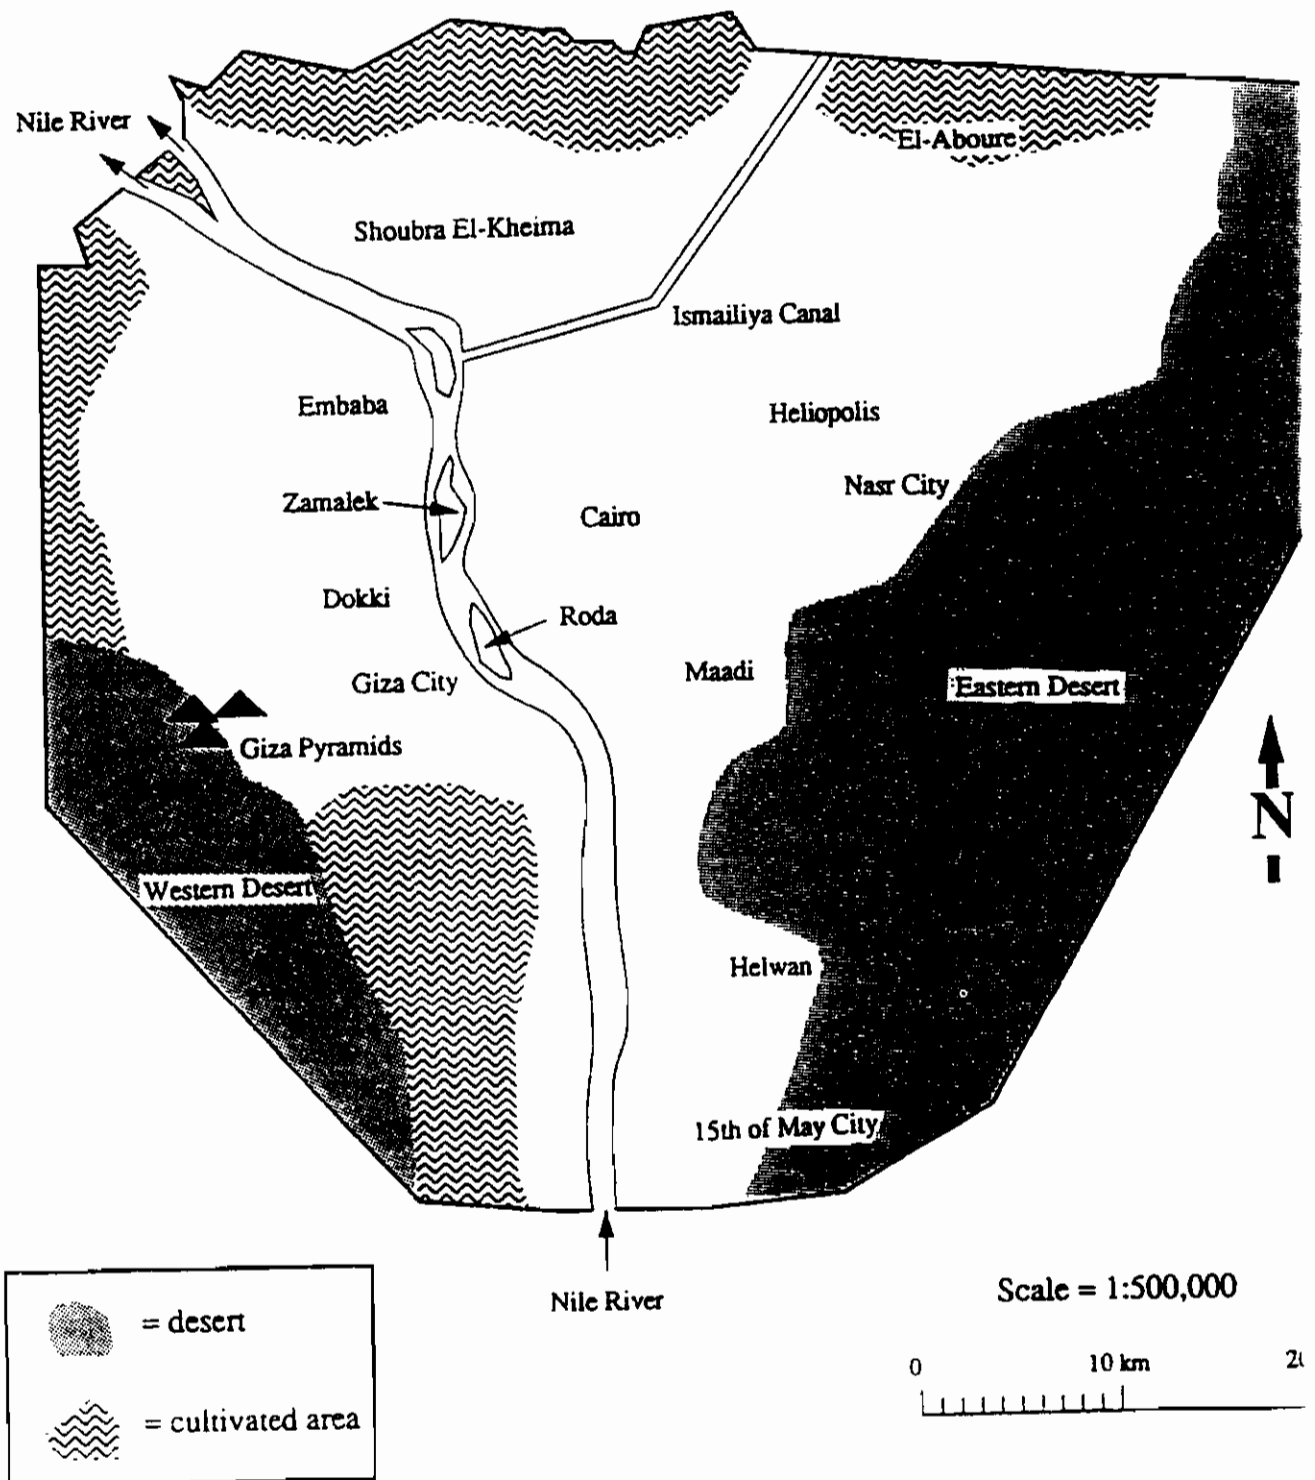 Nile River
El-Aboure
Shoubra El-Kheima
Ismailiya Canal
Embaba
Heliopolis
Nasr City
Zamalek
Cairo
Dokki
Roda
Maadi
Giza City
Eastern Desert
Giza Pyramids
N
Western Desert
Helwan
15th of May City
Nile River
Scale = 1:500,000
= desert
0 10 km
= cultivated area